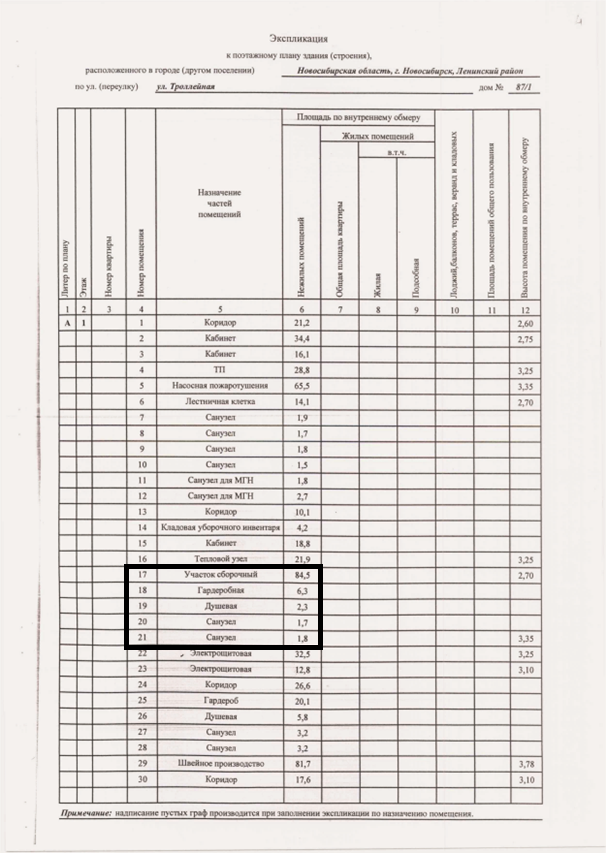 4
Экспликация
к поэтажному плану здания (строения),
расположенного в городе (другом поселении) Новосибирская область, г. Новосибирск, Ленинский район
по ул. (переулку) ул. Троллейная дом № 87/1
Площадь по внутреннему обмеру
Жилых помещений
в.т.ч.
Литер по плану
Этаж
Номер квартиры
Номер помещения
Назначение
частей
помещений
Нежилых помещений
Общая площадь квартиры
Жилая
Подсобная
Лоджий, балконов, террас, веранд и кладовых
Площадь помещений общего пользования
Высота помещения по внутреннему обмеру
1 2 3 4 5 6 7 8 9 10 11 12
А 1 1 Коридор 21,2 2,60
2 Кабинет 34,4 2,75
3 Кабинет 16,1
4 ТП 28,8 3,25
5 Насосная пожаротушения 65,5 3,35
6 Лестничная клетка 14,1 2,70
7 Санузел 1,9
8 Санузел 1,7
9 Санузел 1,8
10 Санузел 1,5
11 Санузел для МГН 1,8
12 Санузел для МГН 2,7
13 Коридор 10,1
14 Кладовая уборочного инвентаря 4,2
15 Кабинет 18,8
16 Тепловой узел 21,9 3,25
17 Участок сборочный 84,5 2,70
18 Гардеробная 6,3
19 Душевая 2,3
20 Санузел 1,7
21 Санузел 1,8 3,35
22 Электрощитовая 32,5 3,25
23 Электрощитовая 12,8 3,10
24 Коридор 26,6
25 Гардероб 20,1
26 Душевая 5,8
27 Санузел 3,2
28 Санузел 3,2
29 Швейное производство 81,7 3,78
30 Коридор 17,6 3,10
Примечание: надписание пустых граф производится при заполнении экспликации по назначению помещения.